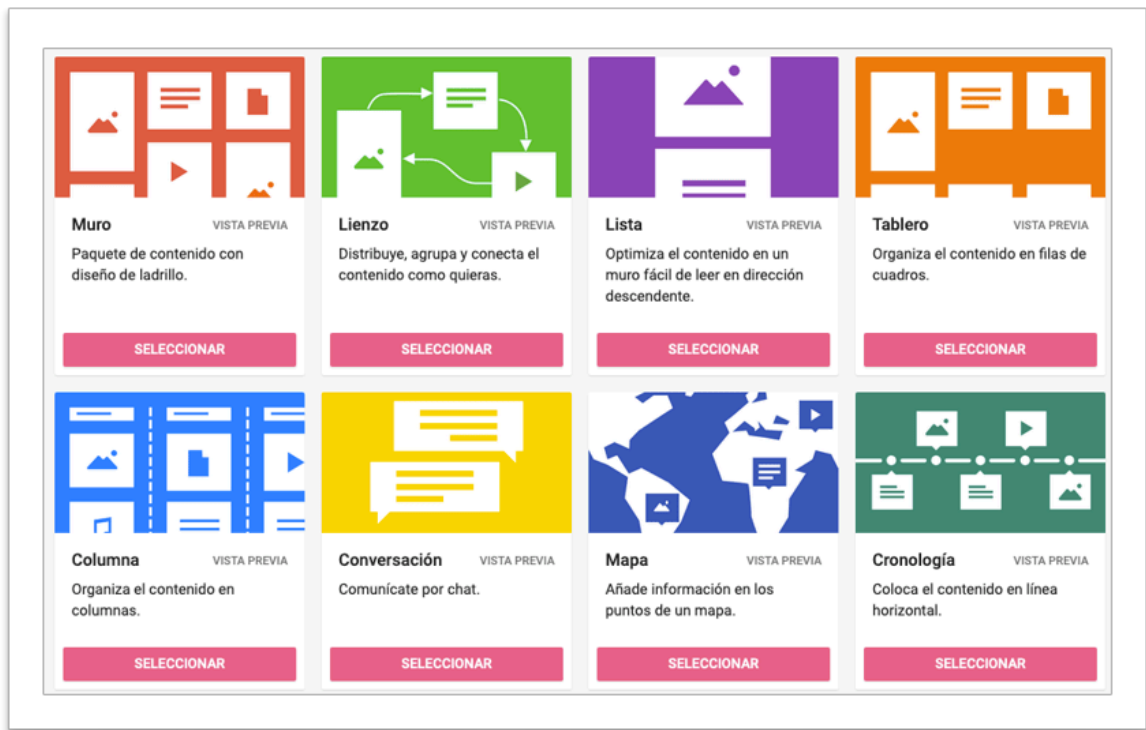 Muro VISTA PREVIA
Paquete de contenido con
diseño de ladrillo.
SELECCIONAR
Lienzo VISTA PREVIA
Distribuye, agrupa y conecta el
contenido como quieras.
SELECCIONAR
Lista VISTA PREVIA
Optimiza el contenido en un
muro fácil de leer en dirección
descendente.
SELECCIONAR
Tablero VISTA PREVIA
Organiza el contenido en filas de
cuadros.
SELECCIONAR
Columna VISTA PREVIA
Organiza el contenido en
columnas.
SELECCIONAR
Conversación VISTA PREVIA
Comunícate por chat.
SELECCIONAR
Mapa VISTA PREVIA
Añade información en los
puntos de un mapa.
SELECCIONAR
Cronología VISTA PREVIA
Coloca el contenido en línea
horizontal.
SELECCIONAR